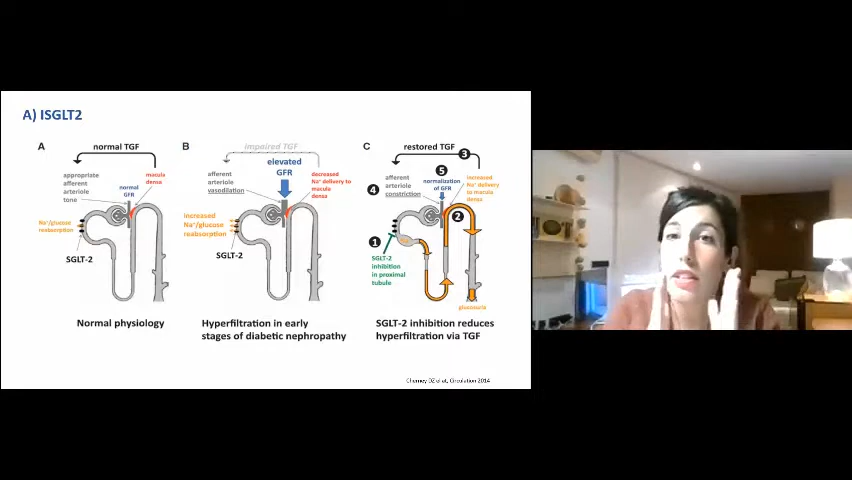 A) ISGLT2
A
normal TGF
appropriate
afferent
arteriole
tone
normal
GFR
macula
densa
Na⁺/glucose
reabsorption
SGLT-2
Normal physiology
B
impaired TGF
elevated
GFR
afferent
arteriole
vasodilation
decreased
Na⁺ delivery to
macula
densa
increased
Na⁺/glucose
reabsorption
SGLT-2
Hyperfiltration in early
stages of diabetic nephropathy
C
restored TGF
3
5
normalization
of GFR
increased
Na⁺ delivery
to macula
densa
4
afferent
arteriole
constriction
2
1
SGLT-2
inhibition
in proximal
tubule
glucosuria
SGLT-2 inhibition reduces
hyperfiltration via TGF
Cherney DZ et at, Circulation 2014